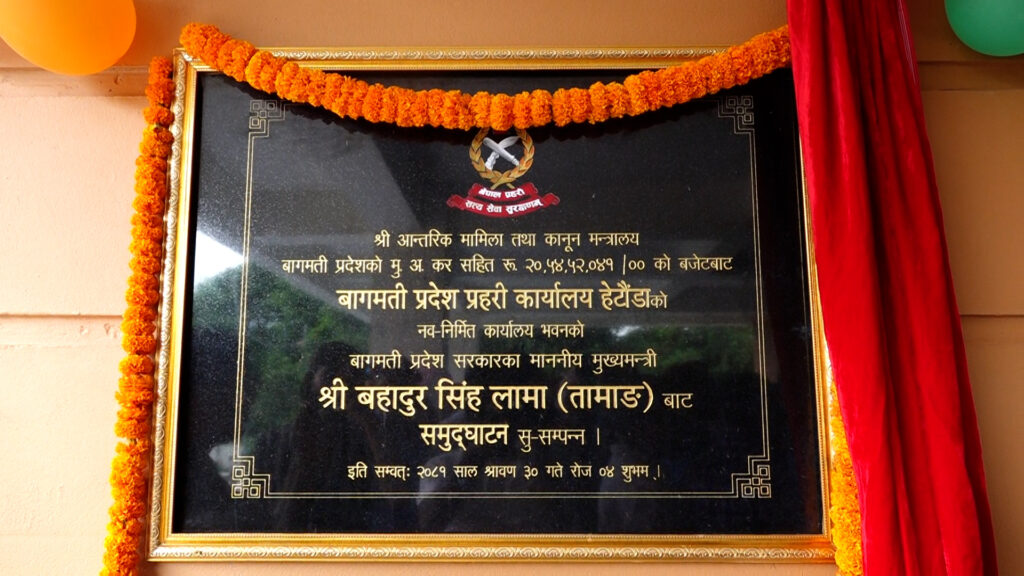 नेपाल प्रहरी
सत्य सेवा सुरक्षणम्
श्री आन्तरिक मामिला तथा कानून मन्त्रालय
बागमती प्रदेशको मु. अ. कर सहित रू. २०,५४,५२,०४१ |०० को बजेटबाट
बागमती प्रदेश प्रहरी कार्यालय हेटौंडाको
नव-निर्मित कार्यालय भवनको
बागमती प्रदेश सरकारका माननीय मुख्यमन्त्री
श्री बहादुर सिंह लामा (तामाङ) बाट
समुद्घाटन सु-सम्पन्न ।
इति सम्वत्: २०८१ साल श्रावण ३० गते रोज ०४ शुभम् ।